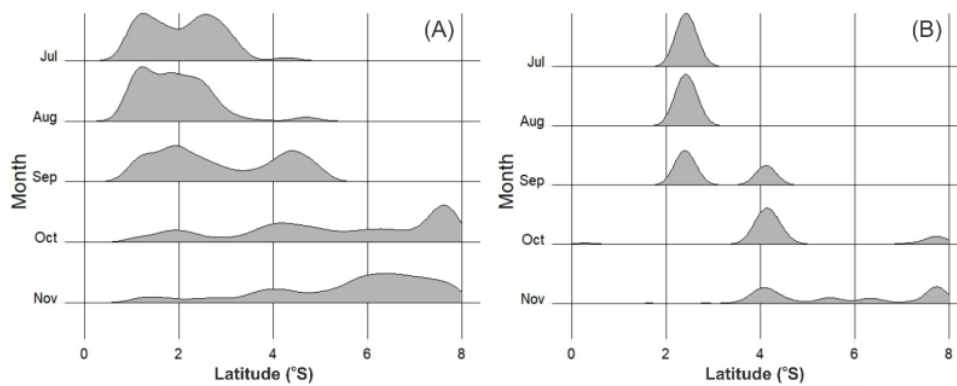 (A)
Jul
Aug
Sep
Oct
Nov
Month
0 2 4 6 8
Latitude (°S)
(B)
Jul
Aug
Sep
Oct
Nov
Month
0 2 4 6 8
Latitude (°S)